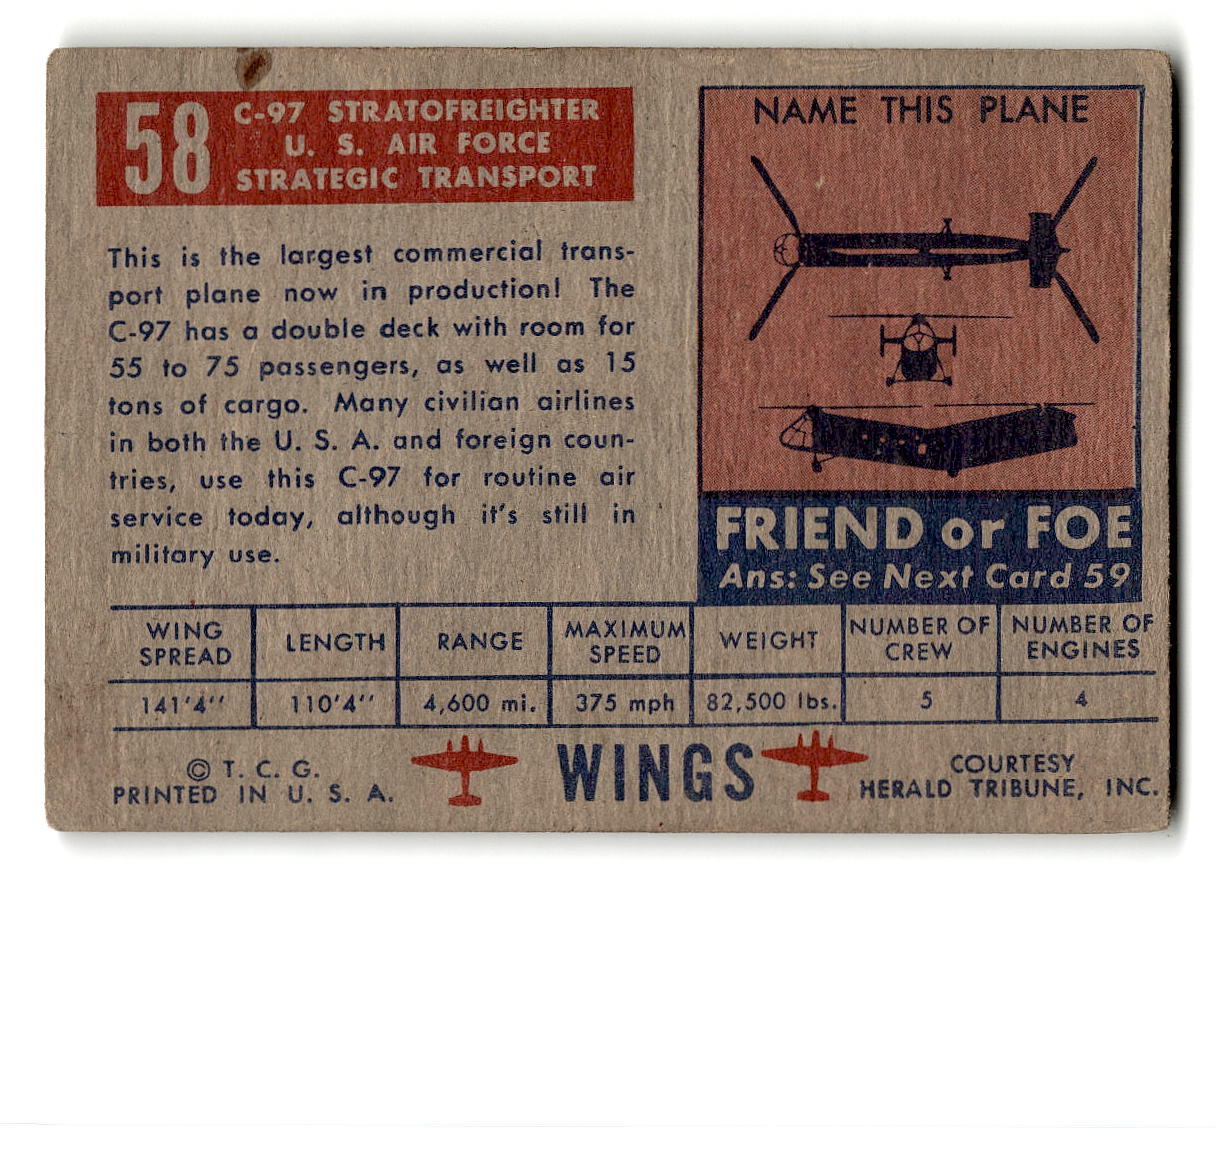 58
C-97 STRATOFREIGHTER
U. S. AIR FORCE
STRATEGIC TRANSPORT
This is the largest commercial trans-
port plane now in production! The
C-97 has a double deck with room for
55 to 75 passengers, as well as 15
tons of cargo. Many civilian airlines
in both the U. S. A. and foreign coun-
tries, use this C-97 for routine air
service today, although it's still in
military use.
NAME THIS PLANE
FRIEND or FOE
Ans: See Next Card 59
WING SPREAD
LENGTH
RANGE
MAXIMUM SPEED
WEIGHT
NUMBER OF CREW
NUMBER OF ENGINES
141'4''
110'4''
4,600 mi.
375 mph
82,500 lbs.
5
4
© T. C. G.
PRINTED IN U. S. A.
WINGS
COURTESY
HERALD TRIBUNE, INC.